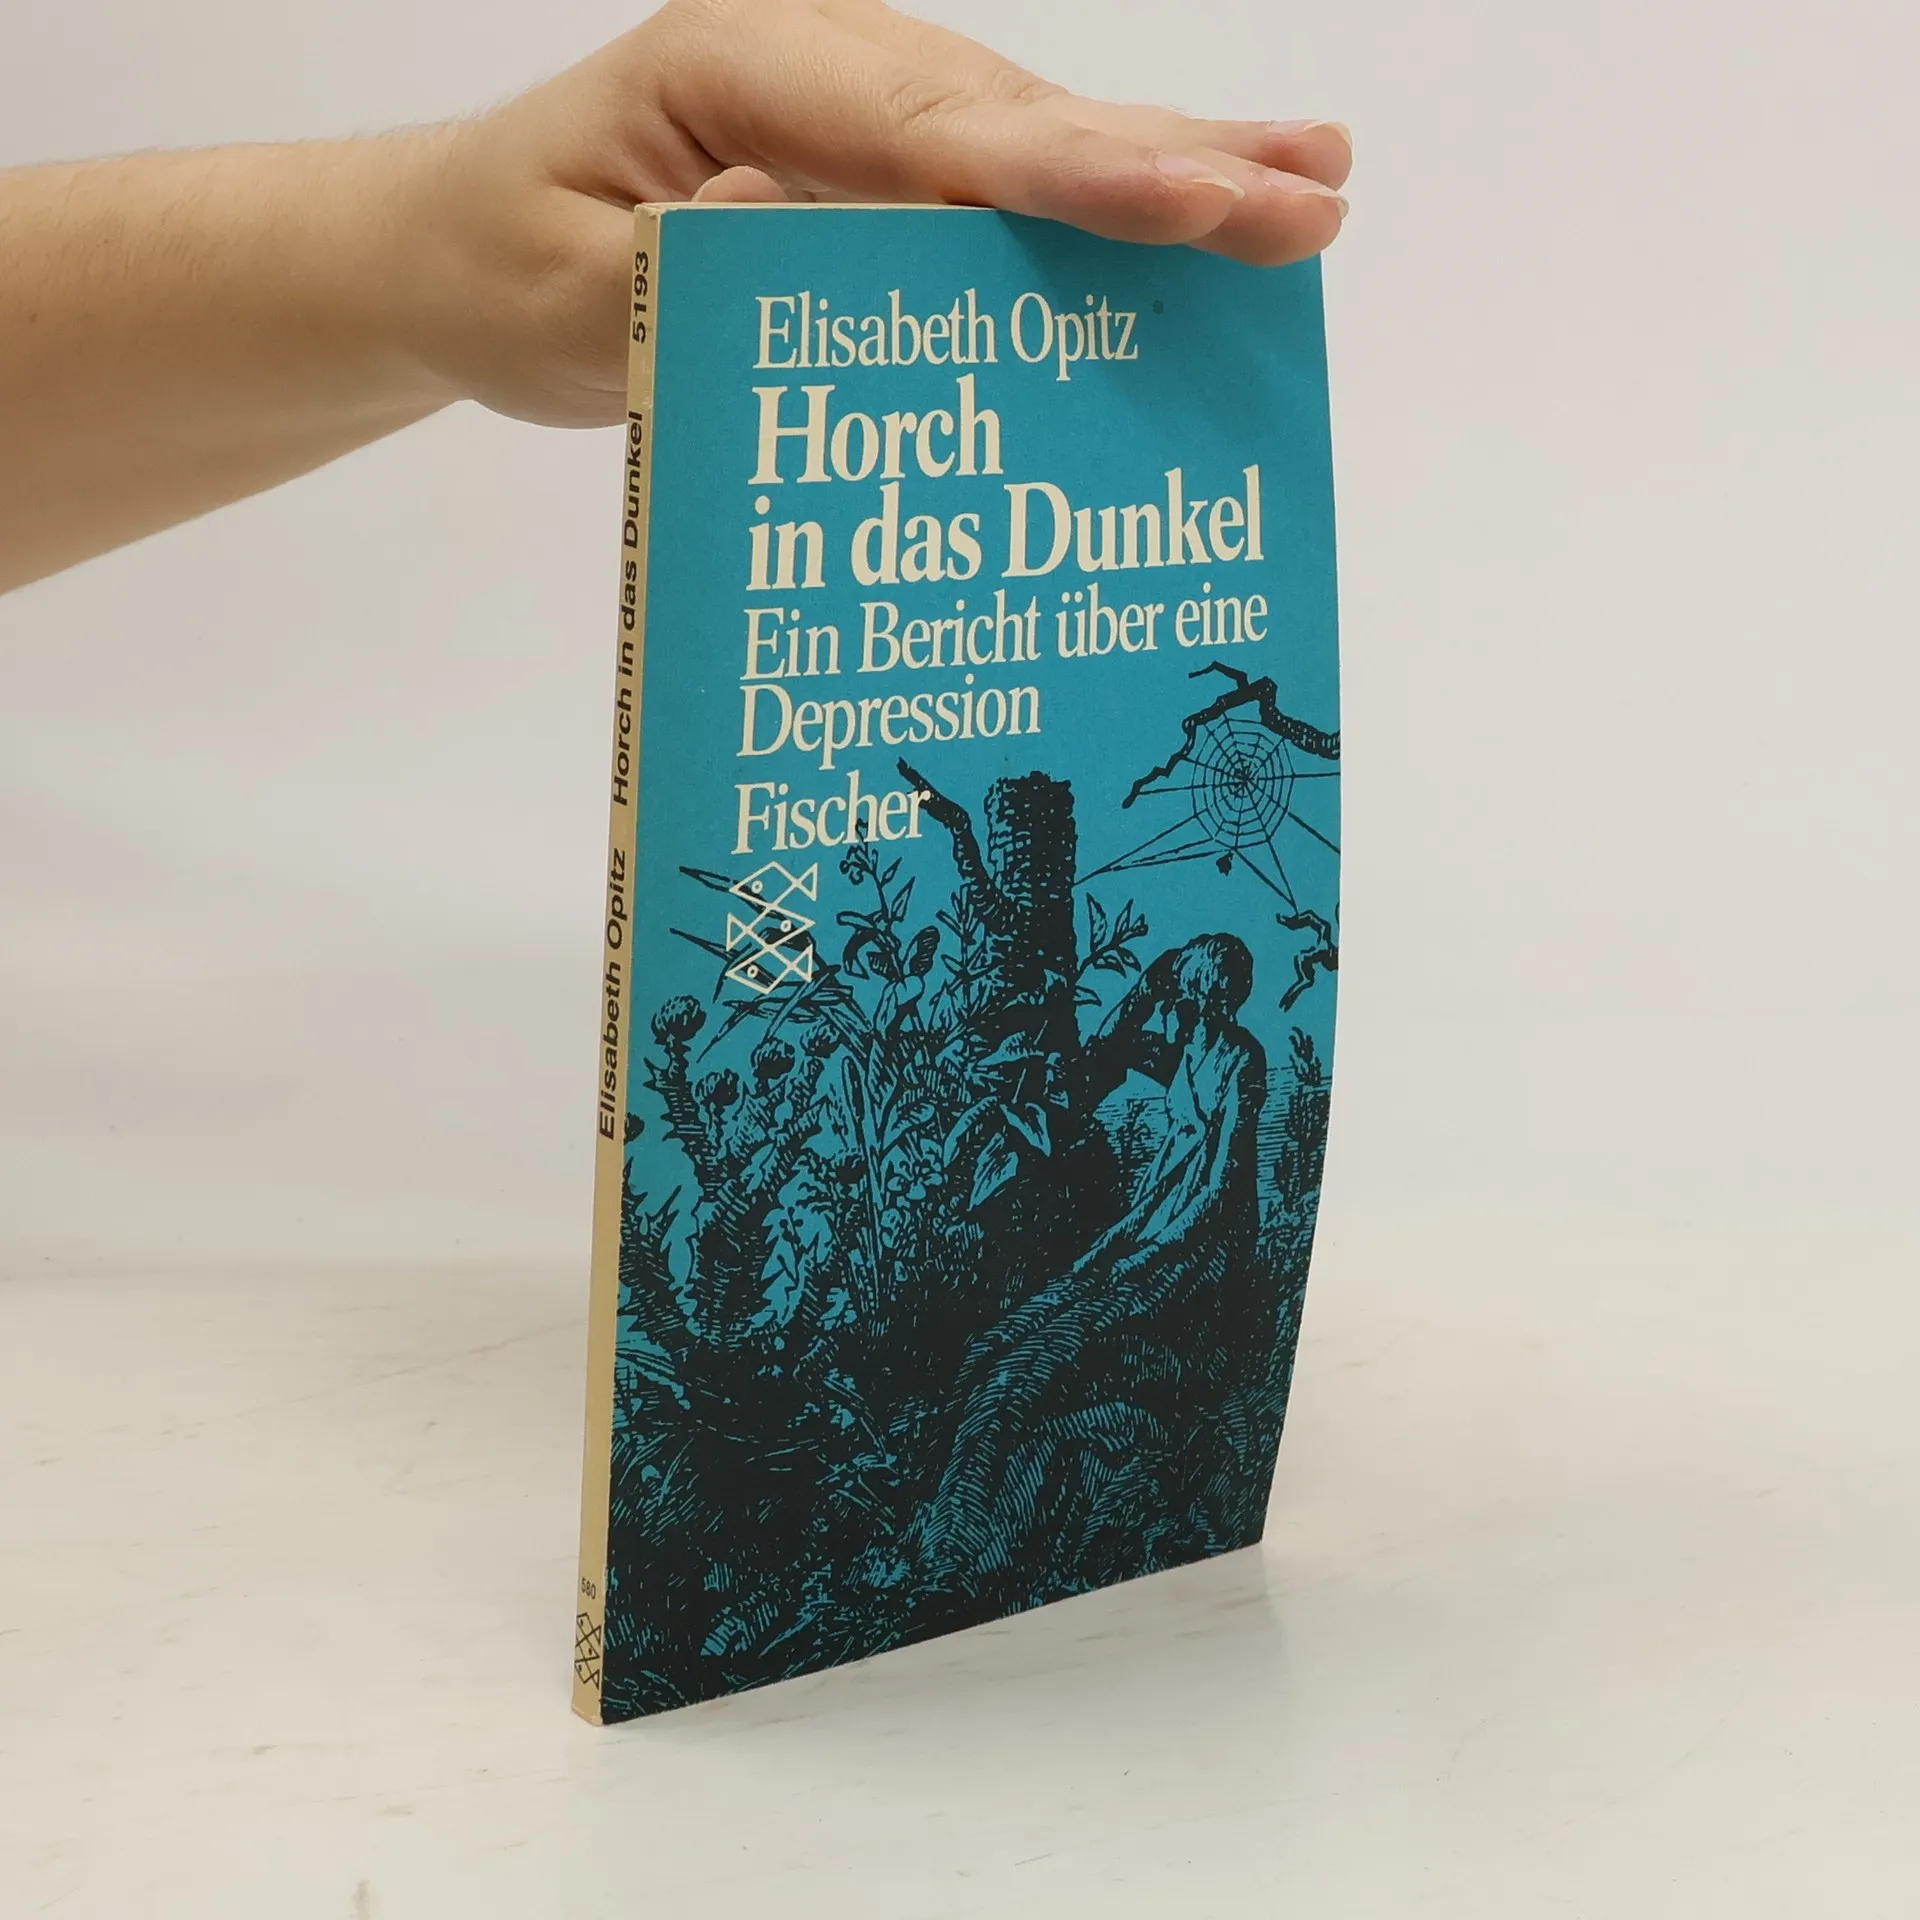 Elisabeth Opitz
Horch
in das Dunkel
Ein Bericht über eine
Depression
Fischer
Elisabeth Opitz Horch in das Dunkel 5193
580